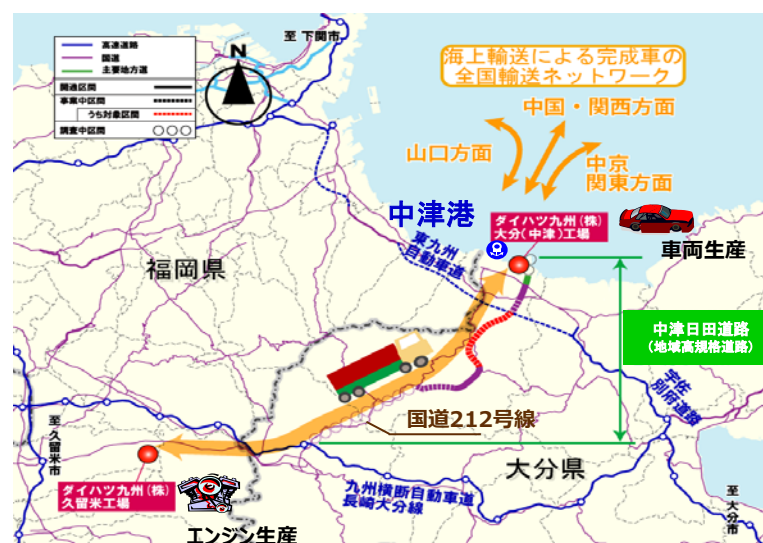 高速道路
国道
主要地方道
開通区間
事業中区間
うち対象区間
調査中区間
至 下関市
N
海上輸送による完成車の
全国輸送ネットワーク
中国・関西方面
山口方面
中京
関東方面
中津港
ダイハツ九州(株)
大分(中津)工場
車両生産
東九州
自動車道
福岡県
中津日田道路
(地域高規格道路)
宇佐
別府道路
国道212号線
至 久留米市
大分県
ダイハツ九州(株)
久留米工場
九州横断自動車道
長崎大分線
至 大分市
エンジン生産